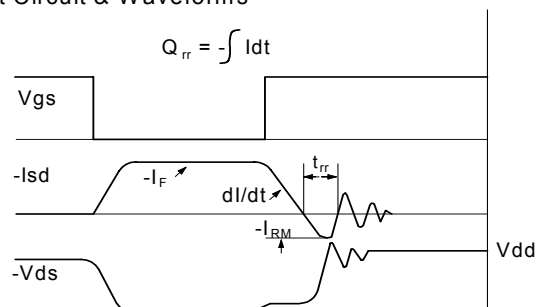 t Circuit & Waveforms
Q rr = -∫ Idt
Vgs
-Isd
-I F
dI/dt
t rr
-I RM
Vdd
-Vds